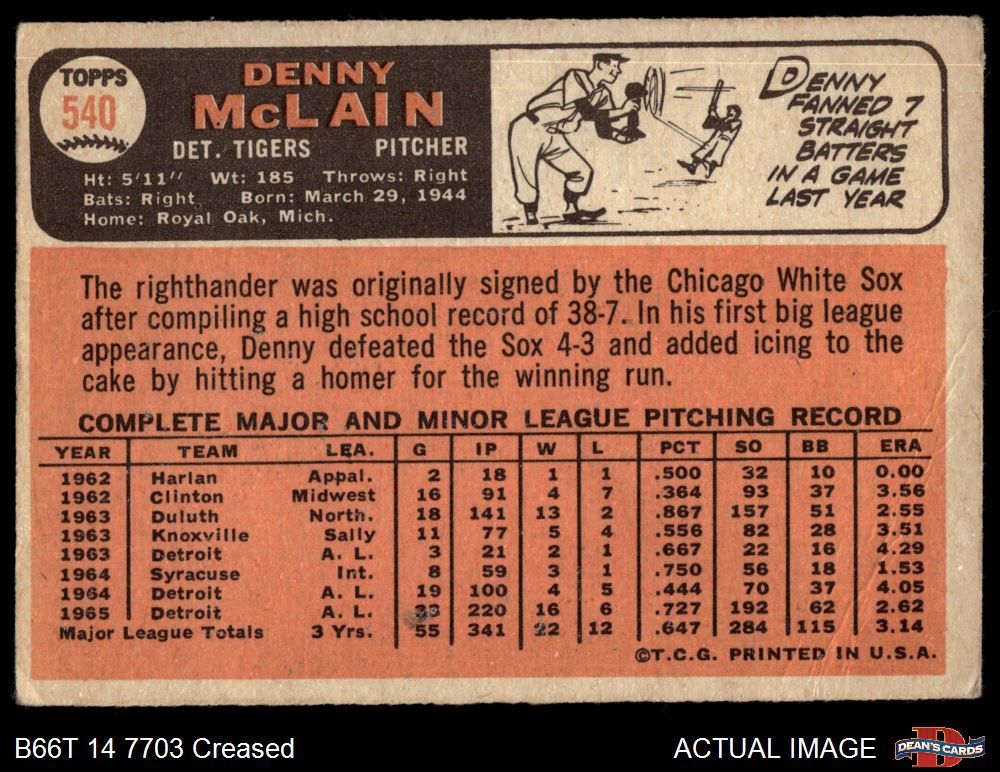 TOPPS
540
DENNY
McLAIN
DET. TIGERS PITCHER
Ht: 5'11" Wt: 185 Throws: Right
Bats: Right Born: March 29, 1944
Home: Royal Oak, Mich.
DENNY
FANNED 7
STRAIGHT
BATTERS
IN A GAME
LAST YEAR
The righthander was originally signed by the Chicago White Sox
after compiling a high school record of 38-7. In his first big league
appearance, Denny defeated the Sox 4-3 and added icing to the
cake by hitting a homer for the winning run.
COMPLETE MAJOR AND MINOR LEAGUE PITCHING RECORD
YEAR TEAM LEA. G IP W L PCT SO BB ERA
1962 Harlan Appal. 2 18 1 1 .500 32 10 0.00
1962 Clinton Midwest 16 91 4 7 .364 93 37 3.56
1963 Duluth North. 18 141 13 2 .867 157 51 2.55
1963 Knoxville Sally 11 77 5 4 .556 82 28 3.51
1963 Detroit A. L. 3 21 2 1 .667 22 16 4.29
1964 Syracuse Int. 8 59 3 1 .750 56 18 1.53
1964 Detroit A. L. 19 100 4 5 .444 70 37 4.05
1965 Detroit A. L. 33 220 16 6 .727 192 62 2.62
Major League Totals 3 Yrs. 55 341 22 12 .647 284 115 3.14
©T.C.G. PRINTED IN U.S.A.
B66T 14 7703 Creased ACTUAL IMAGE
DEAN'S CARDS